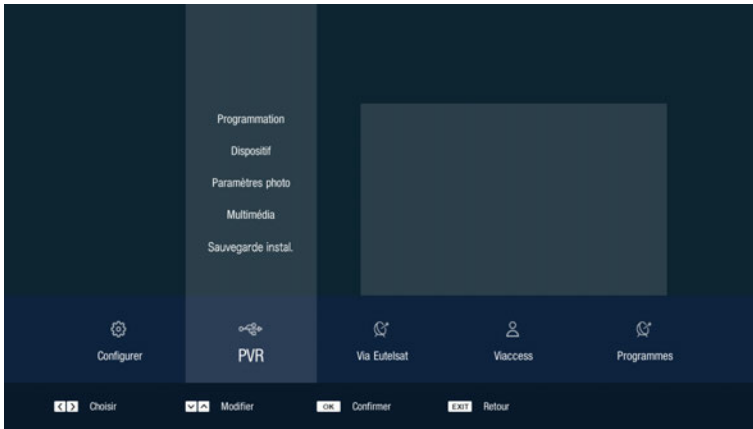 Programmation
Dispositif
Paramètres photo
Multimédia
Sauvegarde instal.
Configurer
PVR
Via Eutelsat
Viaccess
Programmes
< > Choisir
Modifier
OK Confirmer
EXIT Retour